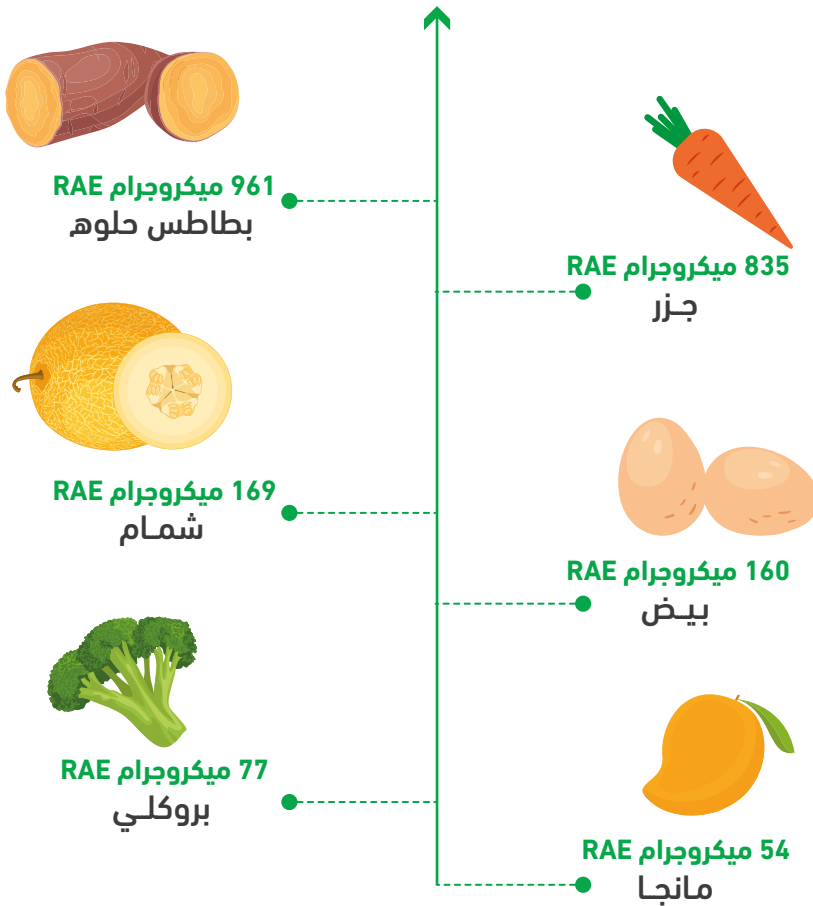 961 ميكروجرام RAE
بطاطس حلوه
835 ميكروجرام RAE
جـزر
169 ميكروجرام RAE
شمـام
160 ميكروجرام RAE
بيـض
77 ميكروجرام RAE
بروكلـي
54 ميكروجرام RAE
مـانجـا